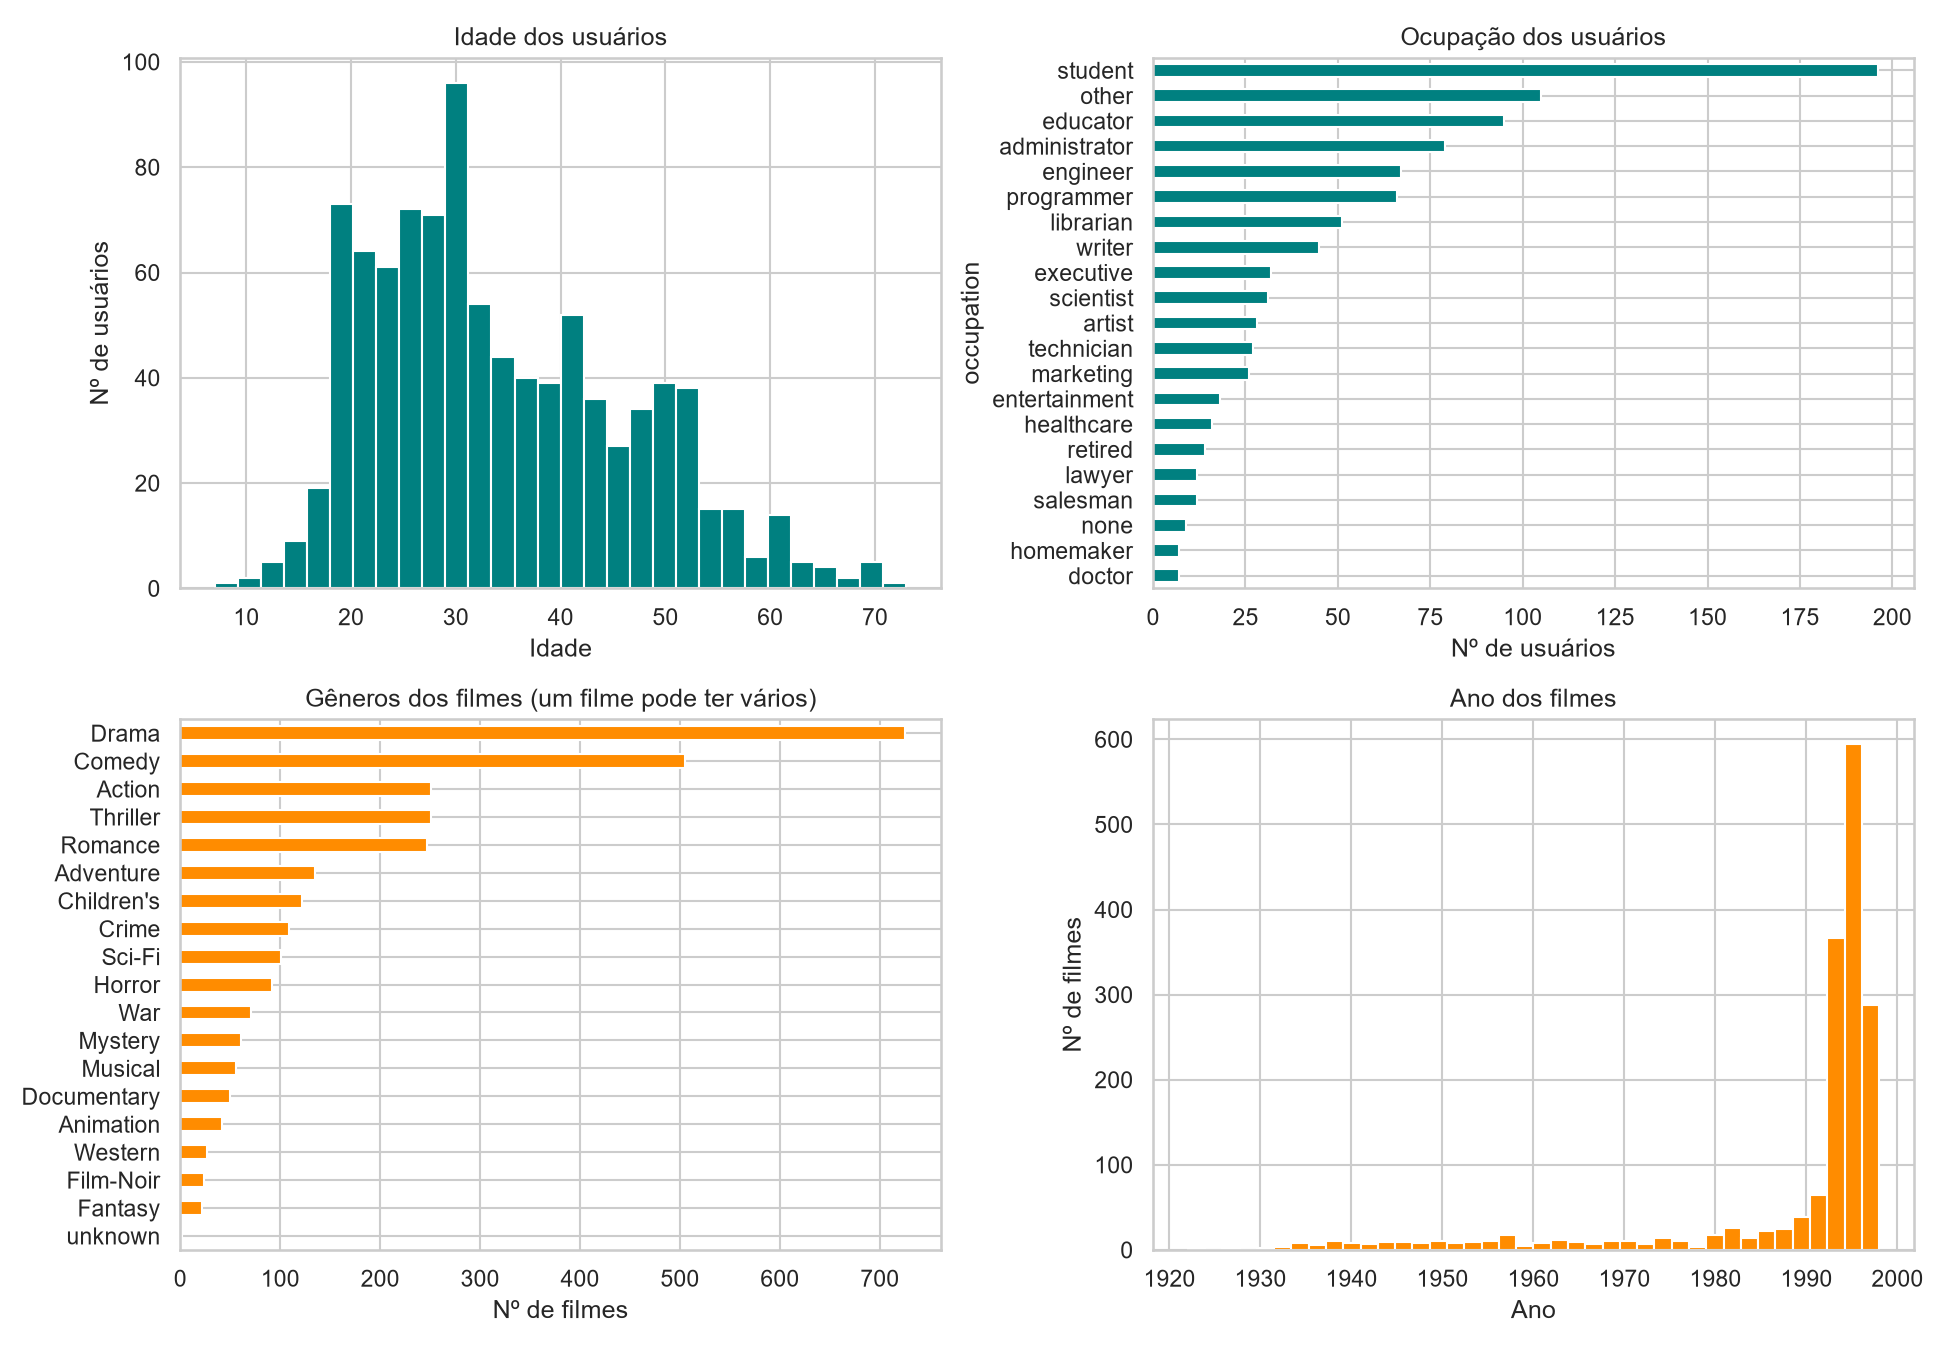 Idade dos usuários
100
80
60
40
20
0
Nº de usuários
10 20 30 40 50 60 70
Idade
Ocupação dos usuários
occupation
student
other
educator
administrator
engineer
programmer
librarian
writer
executive
scientist
artist
technician
marketing
entertainment
healthcare
retired
lawyer
salesman
none
homemaker
doctor
0 25 50 75 100 125 150 175 200
Nº de usuários
Gêneros dos filmes (um filme pode ter vários)
Drama
Comedy
Action
Thriller
Romance
Adventure
Children's
Crime
Sci-Fi
Horror
War
Mystery
Musical
Documentary
Animation
Western
Film-Noir
Fantasy
unknown
0 100 200 300 400 500 600 700
Nº de filmes
Ano dos filmes
600
500
400
300
200
100
0
Nº de filmes
1920 1930 1940 1950 1960 1970 1980 1990 2000
Ano